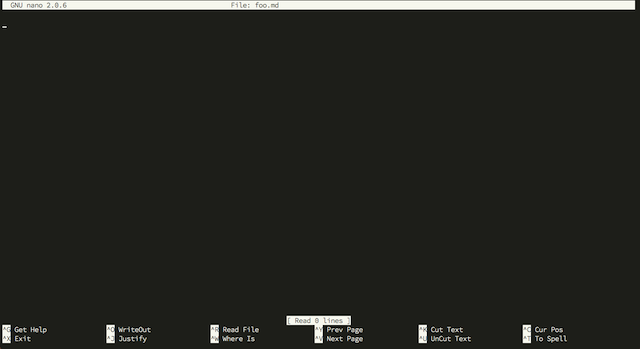 GNU nano 2.0.6 File: foo.md
[ Read 0 lines ]
^G Get Help ^O WriteOut ^R Read File ^Y Prev Page ^K Cut Text ^C Cur Pos
^X Exit ^J Justify ^W Where Is ^V Next Page ^U UnCut Text ^T To Spell